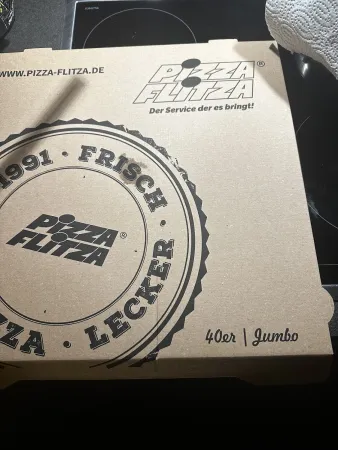 WWW.PIZZA-FLITZA.DE
PIZZA®
FLITZA
Der Service der es bringt!
1991 · FRISCH · LECKER ·
ZZA ·
PIZZA®
FLITZA
40er | Jumbo